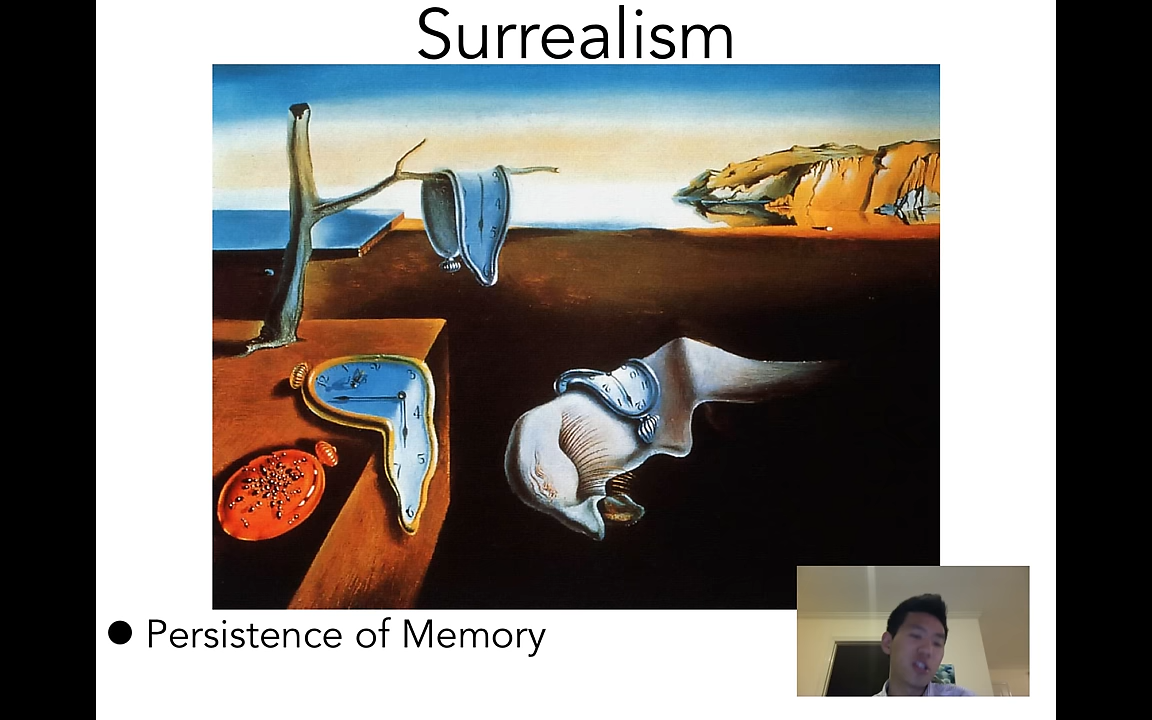 Surrealism
● Persistence of Memory